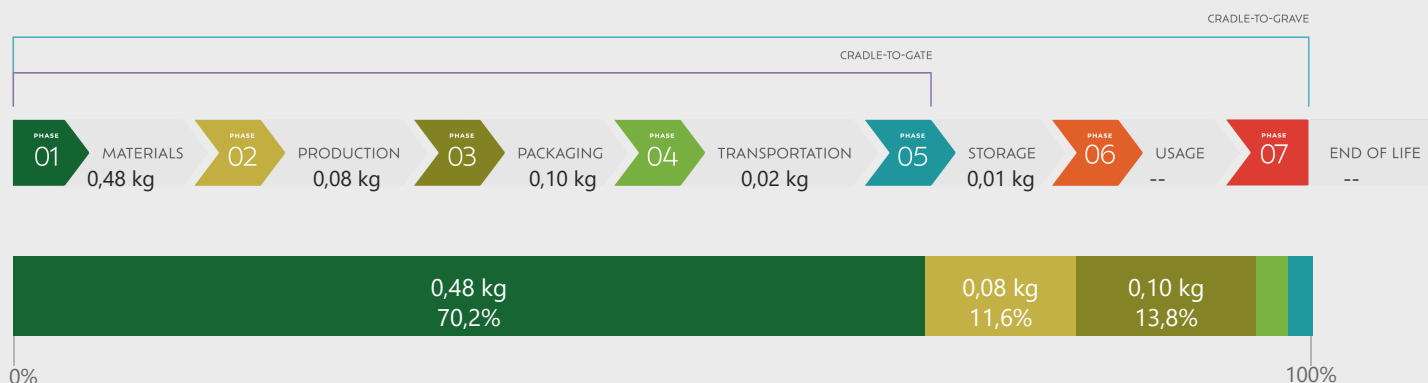 CRADLE-TO-GRAVE
CRADLE-TO-GATE
PHASE
01
MATERIALS
0,48 kg
PHASE
02
PRODUCTION
0,08 kg
PHASE
03
PACKAGING
0,10 kg
PHASE
04
TRANSPORTATION
0,02 kg
PHASE
05
STORAGE
0,01 kg
PHASE
06
USAGE
--
PHASE
07
END OF LIFE
--
0,48 kg
70,2%
0,08 kg
11,6%
0,10 kg
13,8%
0%
100%